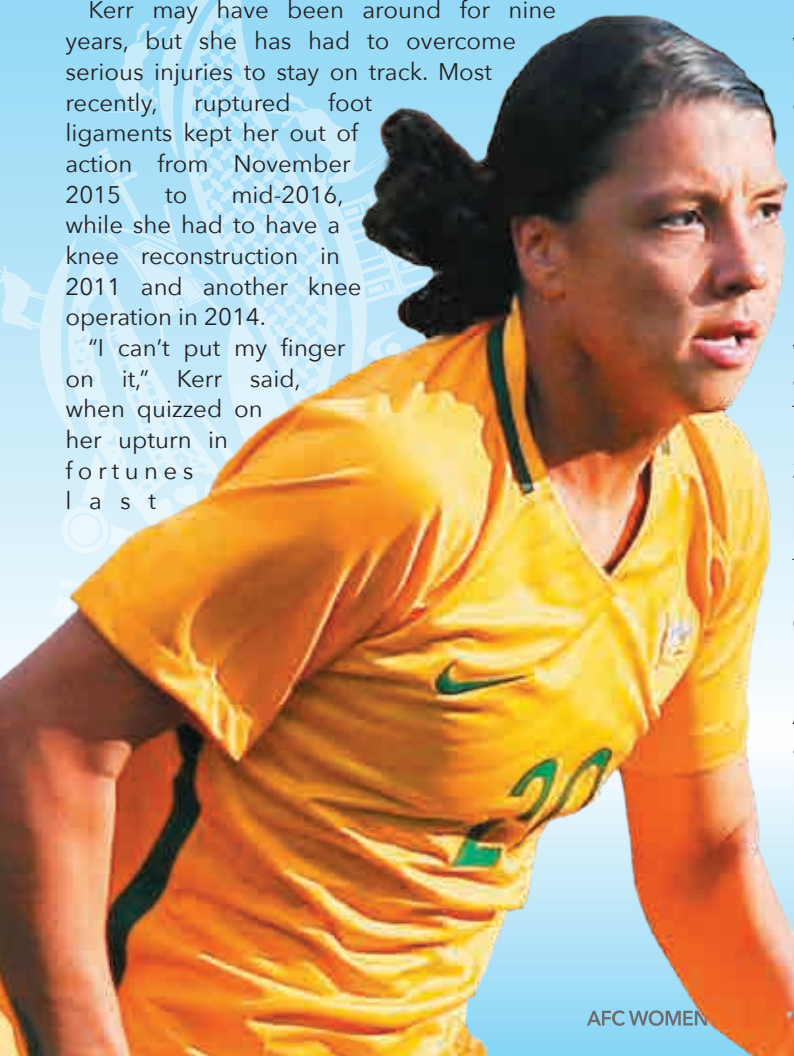 Kerr may have been around for nine
years, but she has had to overcome
serious injuries to stay on track. Most
recently, ruptured foot
ligaments kept her out of
action from November
2015 to mid-2016,
while she had to have a
knee reconstruction in
2011 and another knee
operation in 2014.
“I can’t put my finger
on it,” Kerr said,
when quizzed on
her upturn in
fortunes
last
20
AFC WOMEN